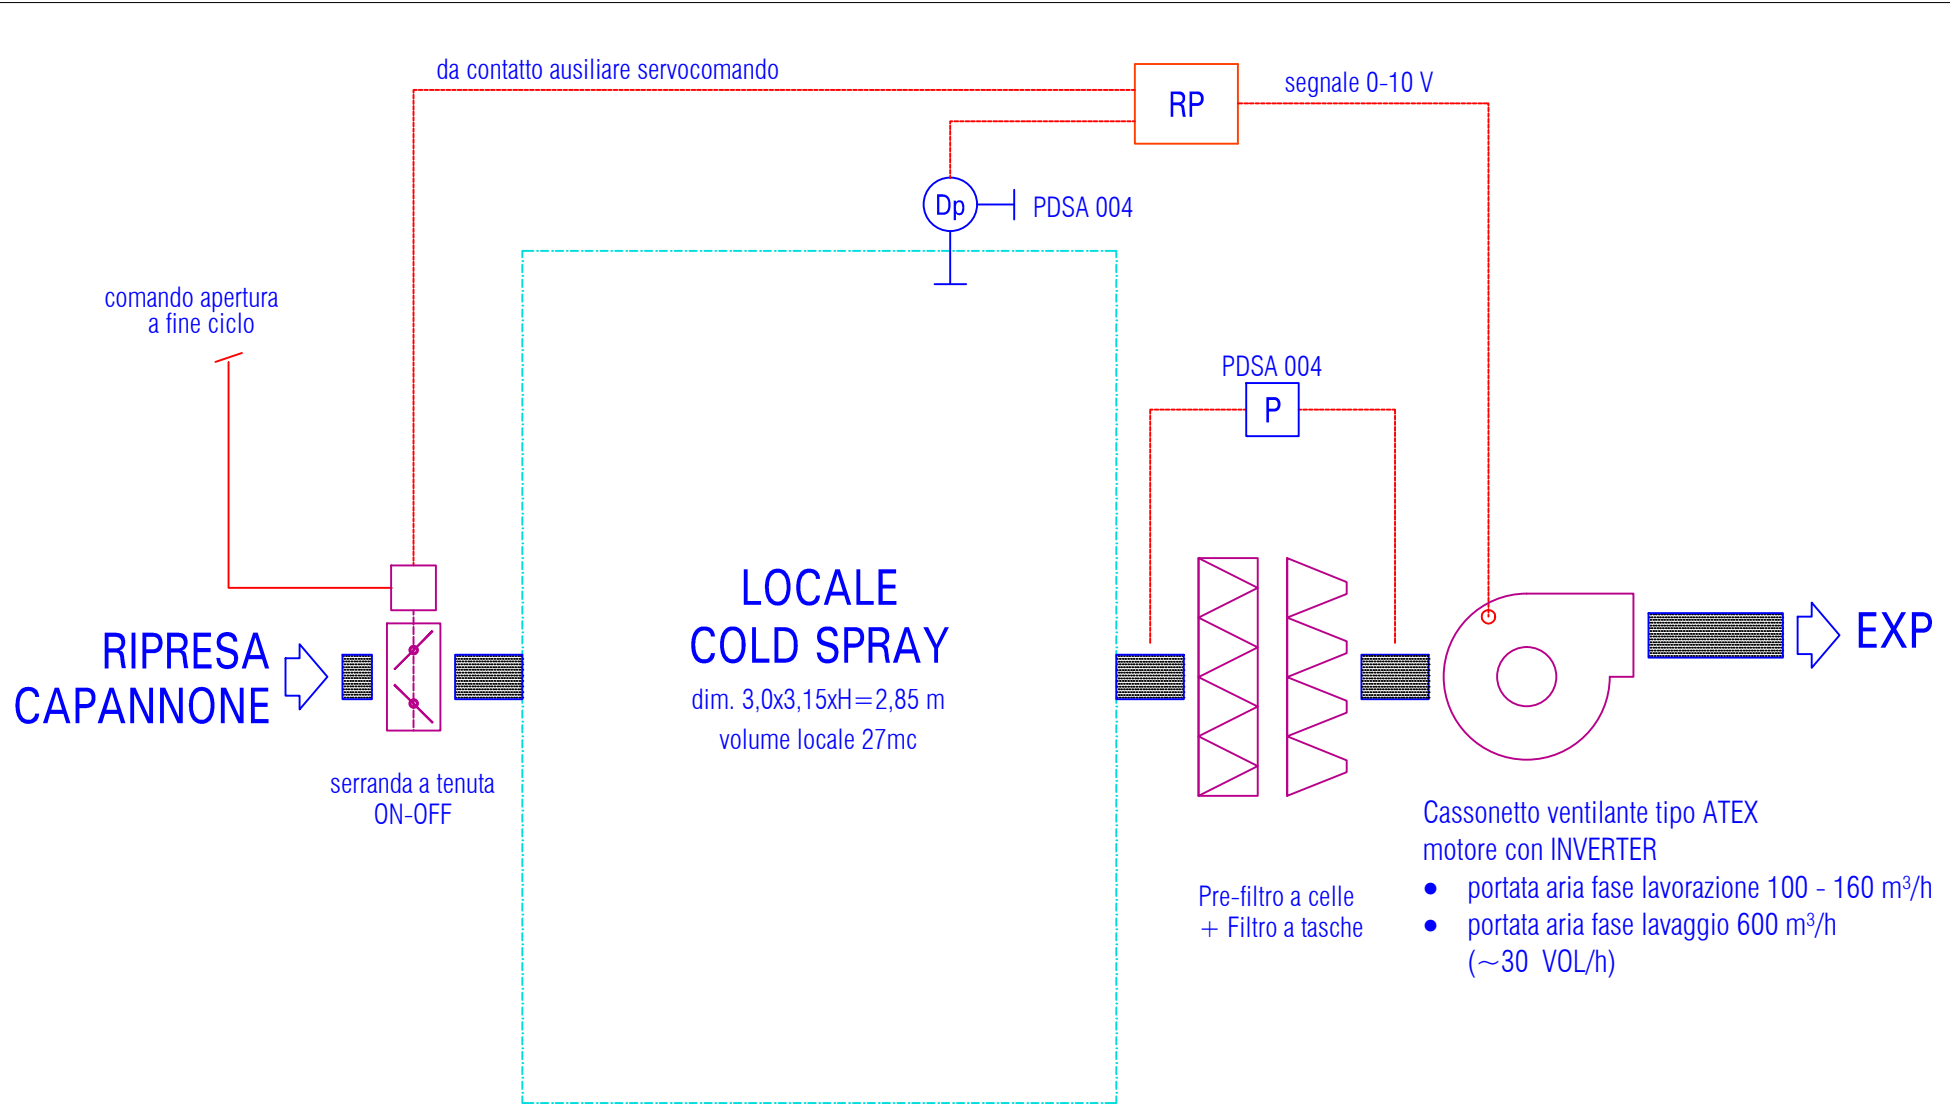 da contatto ausiliare servocomando
RP
segnale 0-10 V
Dp
PDSA 004
comando apertura
a fine ciclo
PDSA 004
P
RIPRESA
CAPANNONE
LOCALE
COLD SPRAY
dim. 3,0x3,15xH=2,85 m
volume locale 27mc
EXP
serranda a tenuta
ON-OFF
Pre-filtro a celle
+ Filtro a tasche
Cassonetto ventilante tipo ATEX
motore con INVERTER
● portata aria fase lavorazione 100 - 160 m³/h
● portata aria fase lavaggio 600 m³/h
(~30 VOL/h)